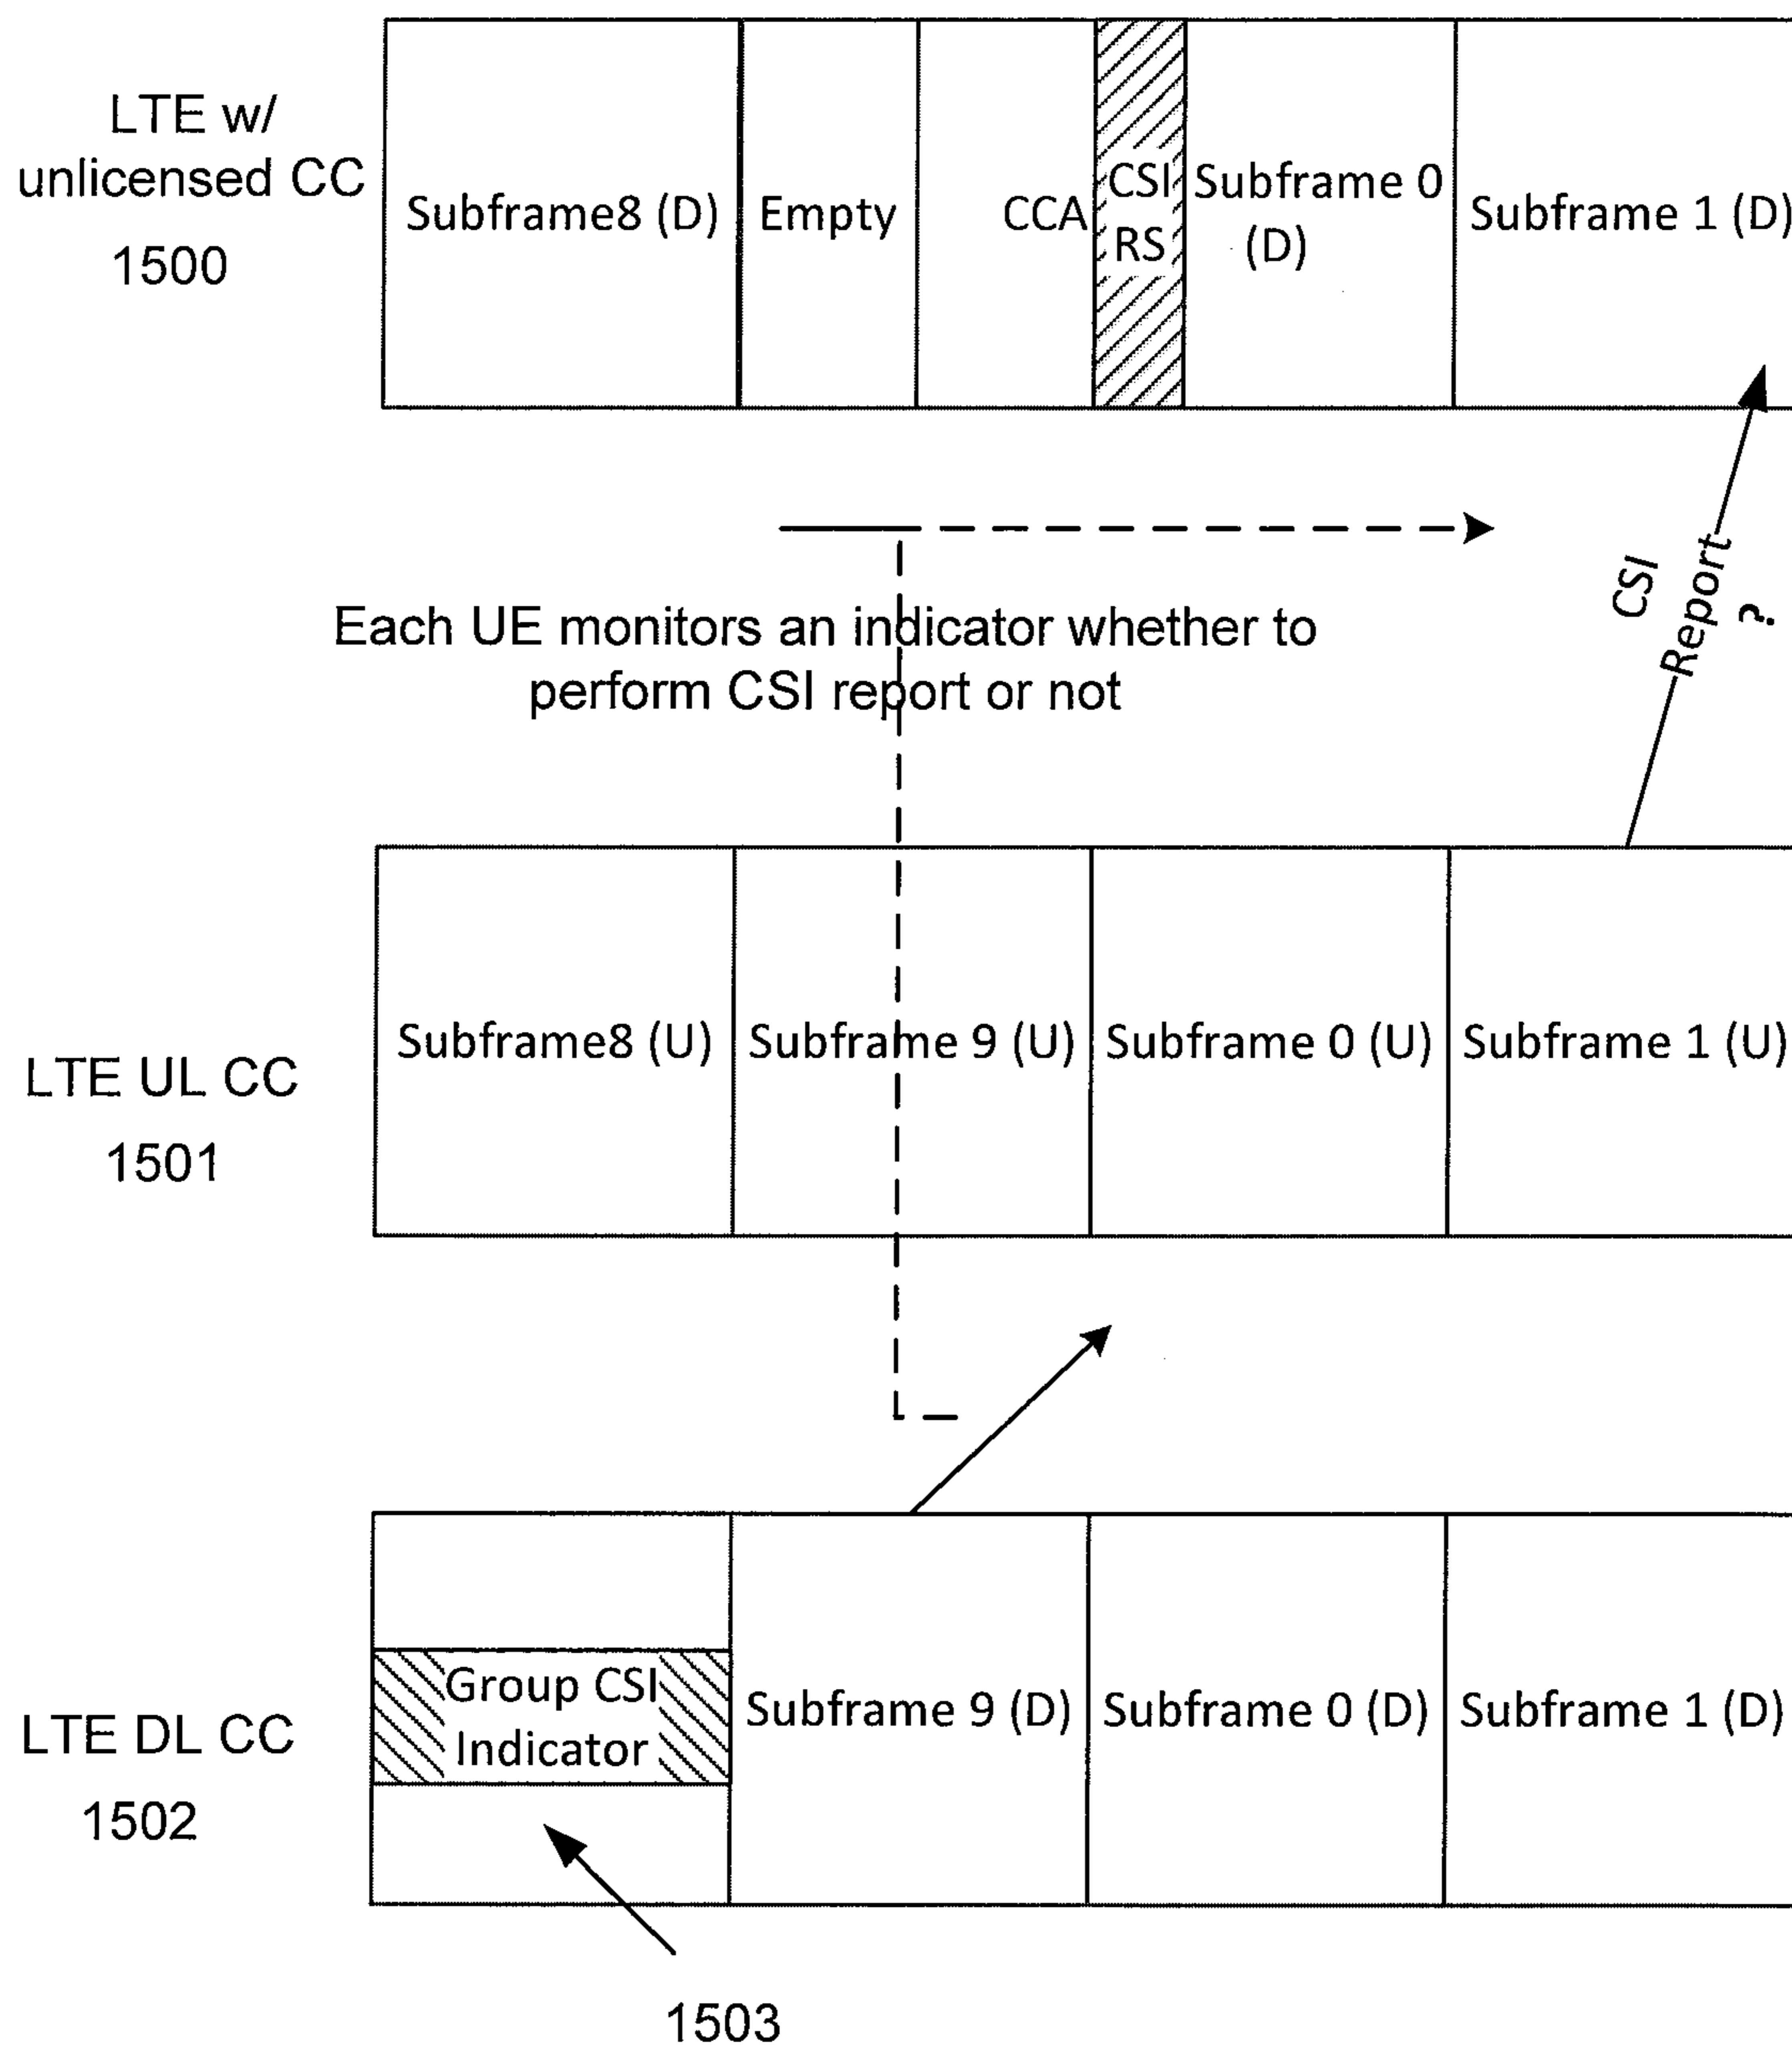 LTE w/
unlicensed CC
1500
Subframe8 (D)
Empty
CCA
CSI
RS
Subframe 0
(D)
Subframe 1 (D)
Each UE monitors an indicator whether to
perform CSI report or not
CSI
Report
?
LTE UL CC
1501
Subframe8 (U)
Subframe 9 (U)
Subframe 0 (U)
Subframe 1 (U)
LTE DL CC
1502
Group CSI
Indicator
Subframe 9 (D)
Subframe 0 (D)
Subframe 1 (D)
1503